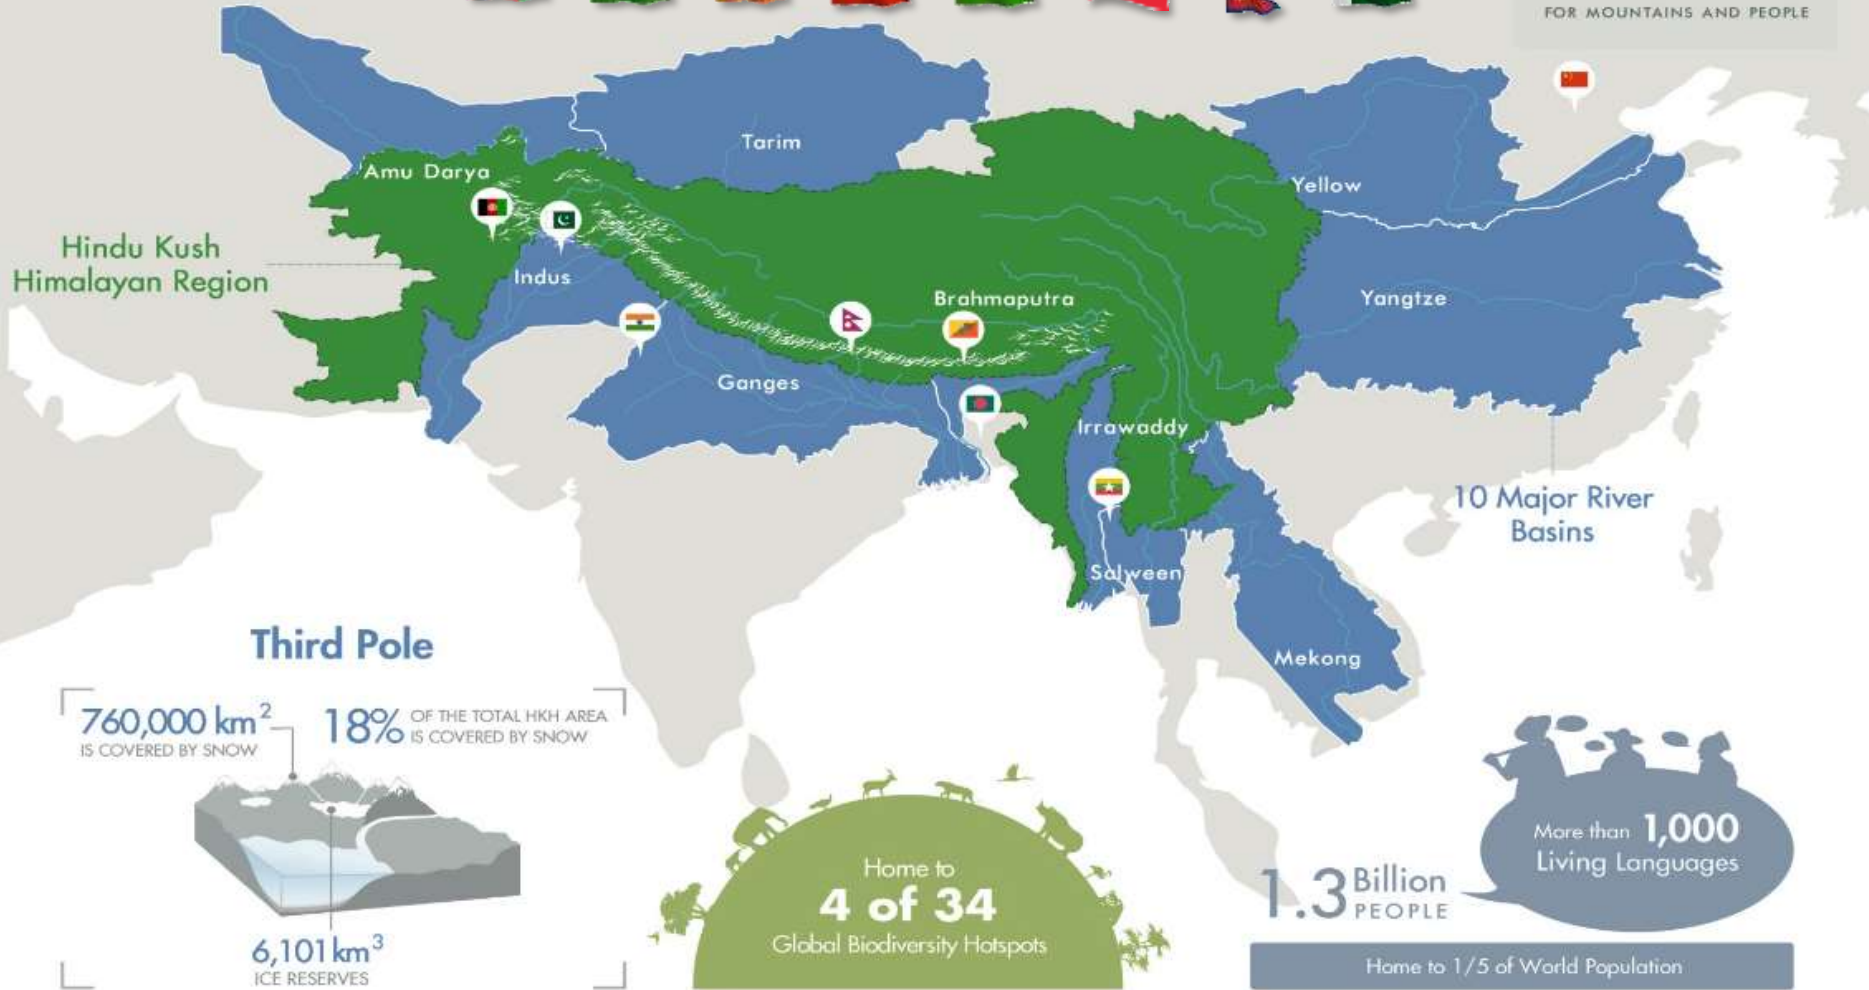 FOR MOUNTAINS AND PEOPLE
Tarim
Amu Darya
Yellow
Hindu Kush
Himalayan Region
Indus
Brahmaputra
Yangtze
Ganges
Irrawaddy
10 Major River
Basins
Salween
Mekong
Third Pole
760,000 km²
IS COVERED BY SNOW
18% OF THE TOTAL HKH AREA
IS COVERED BY SNOW
6,101 km³
ICE RESERVES
Home to
4 of 34
Global Biodiversity Hotspots
More than 1,000
Living Languages
1.3 Billion
PEOPLE
Home to 1/5 of World Population